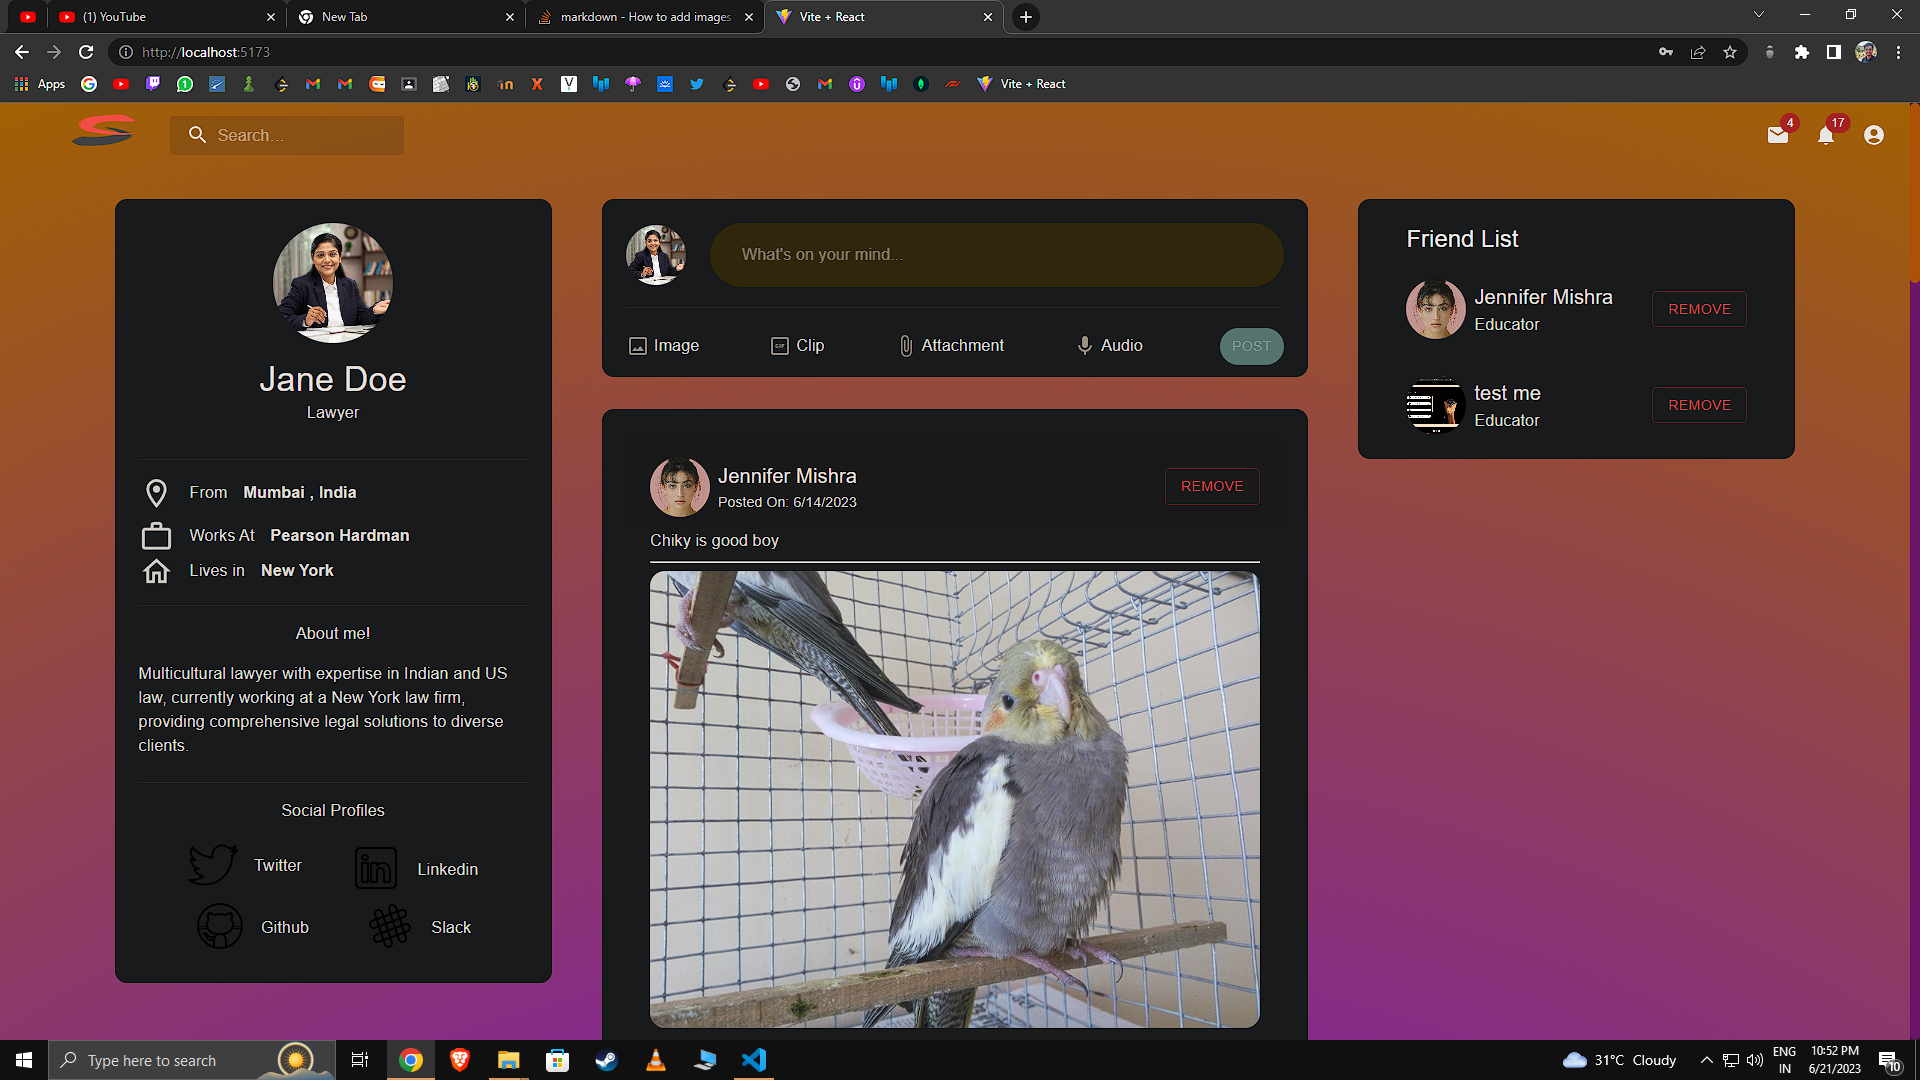 (1) YouTube
New Tab
markdown - How to add images
Vite + React
http://localhost:5173
Apps
Vite + React
Search...
4
17
Jane Doe
Lawyer
From Mumbai , India
Works At Pearson Hardman
Lives in New York
About me!
Multicultural lawyer with expertise in Indian and US
law, currently working at a New York law firm,
providing comprehensive legal solutions to diverse
clients.
Social Profiles
Twitter
Linkedin
Github
Slack
What's on your mind...
Image
Clip
Attachment
Audio
POST
Jennifer Mishra
Posted On: 6/14/2023
REMOVE
Chiky is good boy
Friend List
Jennifer Mishra
Educator
REMOVE
test me
Educator
REMOVE
Type here to search
31°C Cloudy
ENG
IN
10:52 PM
6/21/2023
10